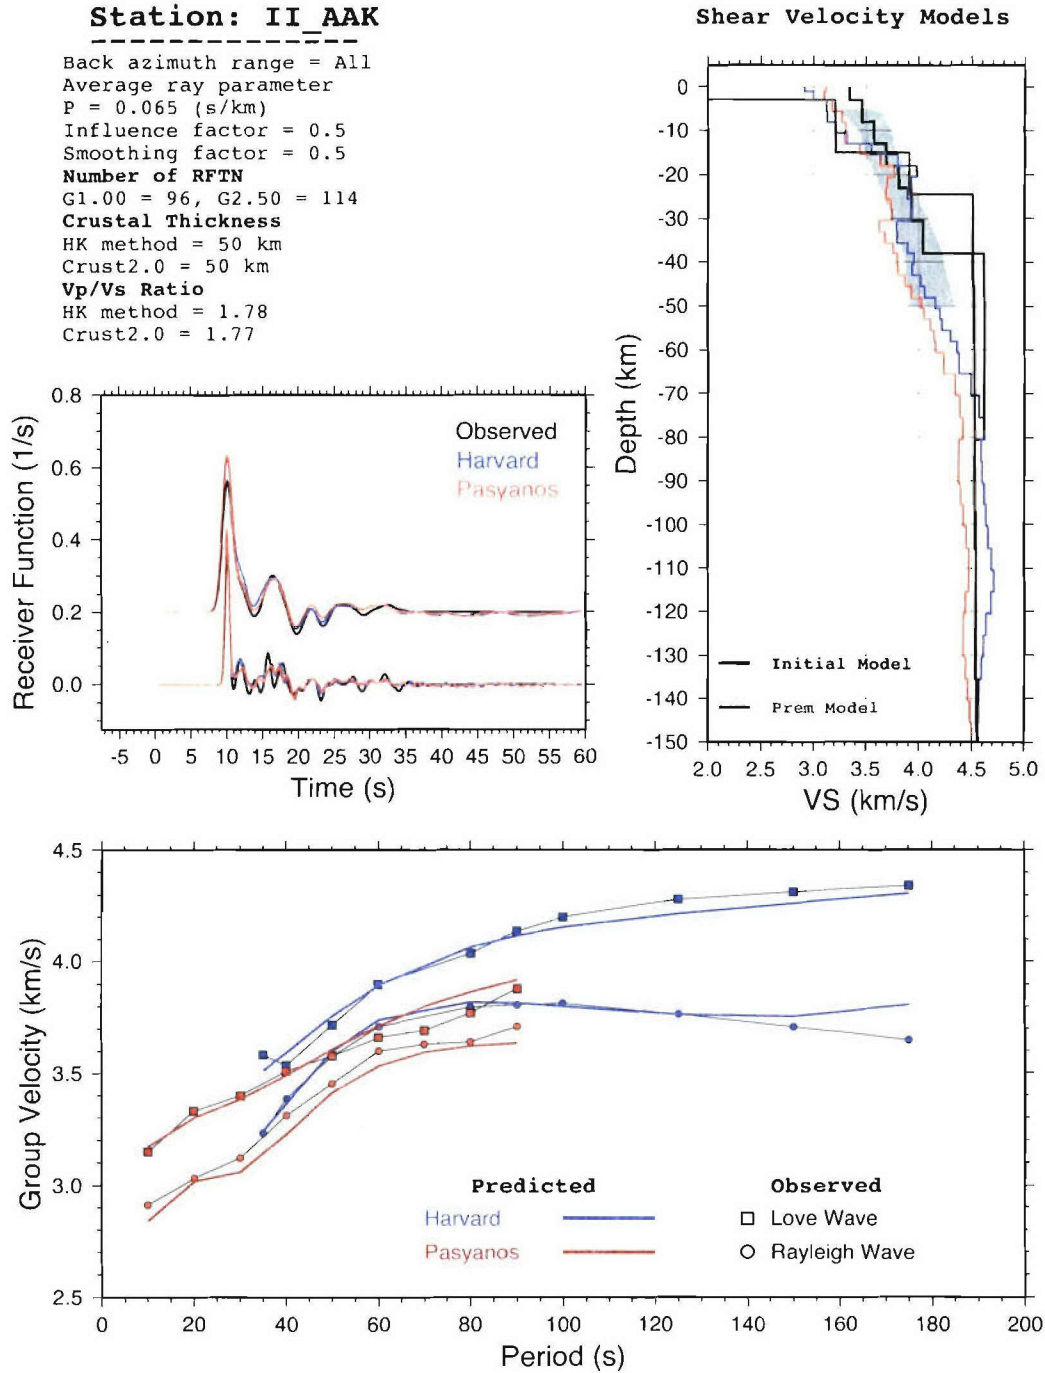 Station: II_AAK
Back azimuth range = All
Average ray parameter
P = 0.065 (s/km)
Influence factor = 0.5
Smoothing factor = 0.5
Number of RFTN
G1.00 = 96, G2.50 = 114
Crustal Thickness
HK method = 50 km
Crust2.0 = 50 km
Vp/Vs Ratio
HK method = 1.78
Crust2.0 = 1.77
Shear Velocity Models
0
-10
-20
-30
-40
-50
-60
-70
-80
-90
-100
-110
-120
-130
-140
-150
Depth (km)
Initial Model
Prem Model
2.0 2.5 3.0 3.5 4.0 4.5 5.0
VS (km/s)
0.8
0.6
0.4
0.2
0.0
Receiver Function (1/s)
Observed
Harvard
Pasyanos
-5 0 5 10 15 20 25 30 35 40 45 50 55 60
Time (s)
4.5
4.0
3.5
3.0
2.5
Group Velocity (km/s)
Predicted Observed
Harvard Love Wave
Pasyanos Rayleigh Wave
0 20 40 60 80 100 120 140 160 180 200
Period (s)